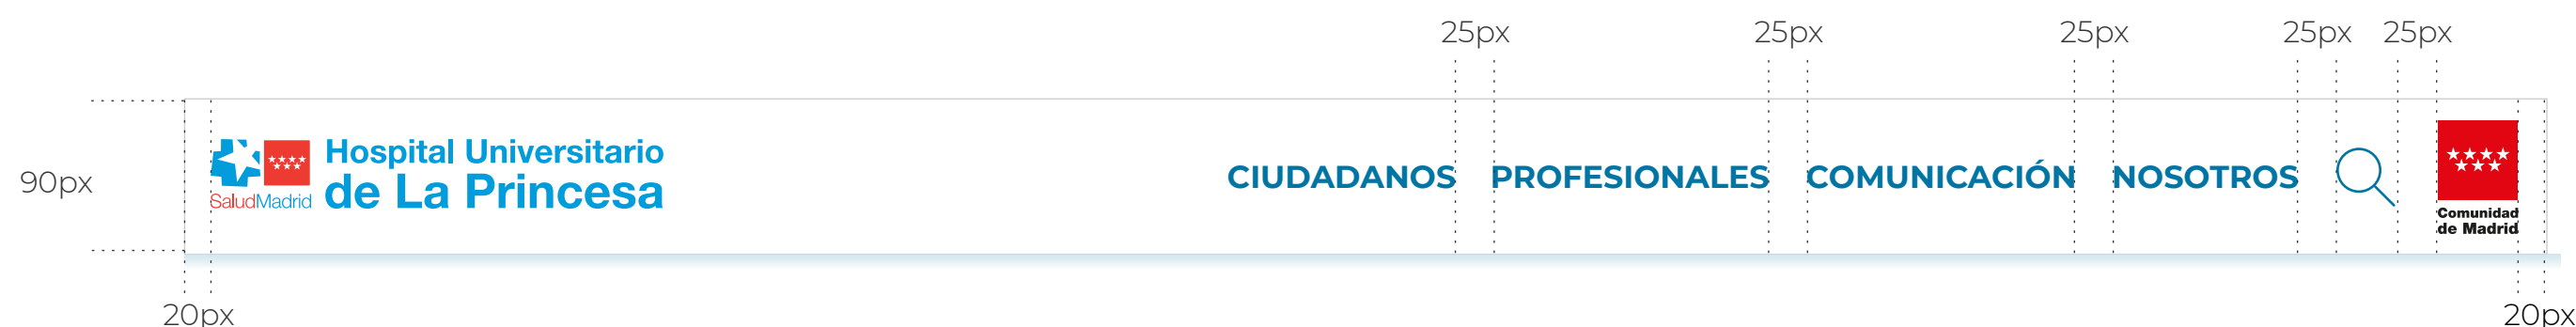 25px 25px 25px 25px 25px
90px
SaludMadrid
Hospital Universitario
de La Princesa
CIUDADANOS PROFESIONALES COMUNICACIÓN NOSOTROS
Comunidad
de Madrid
20px 20px